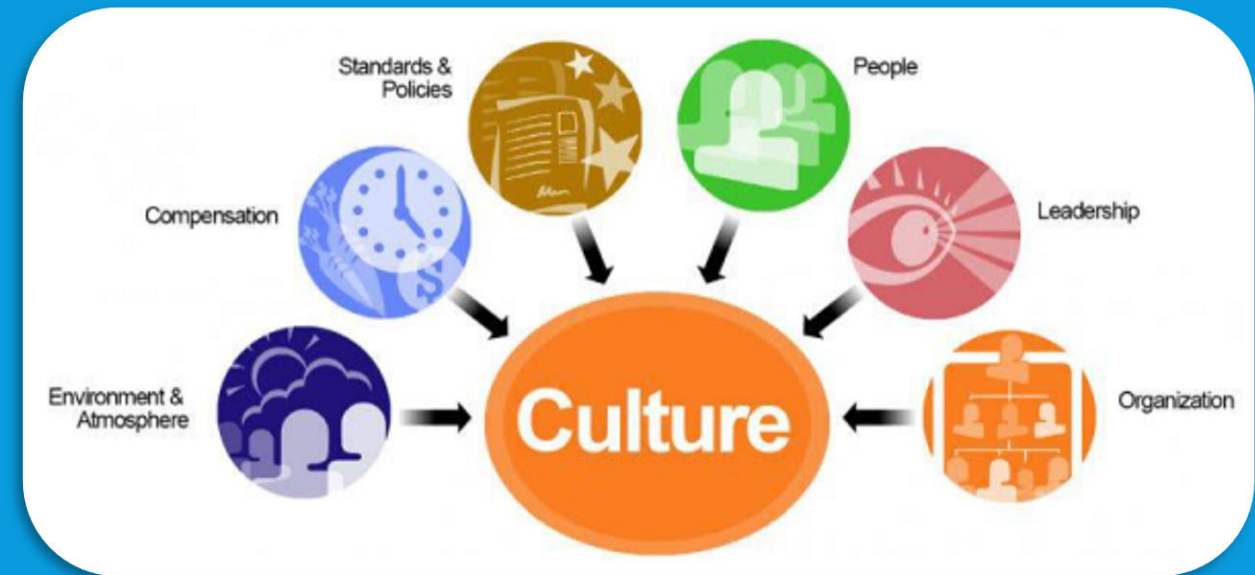 Standards &
Policies
People
Compensation
Leadership
Environment &
Atmosphere
Culture
Organization
$